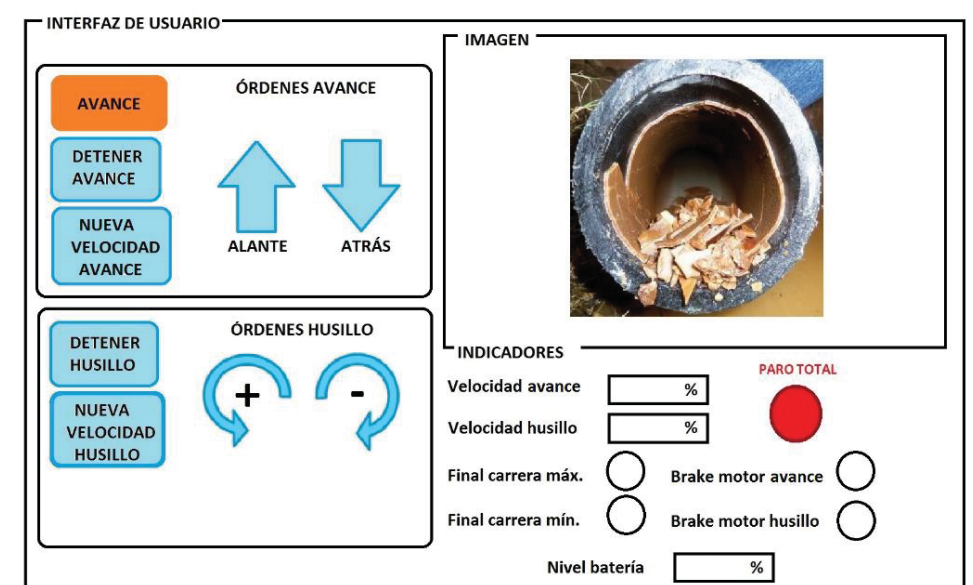 INTERFAZ DE USUARIO
AVANCE
DETENER
AVANCE
NUEVA
VELOCIDAD
AVANCE
ÓRDENES AVANCE
ALANTE
ATRÁS
DETENER
HUSILLO
NUEVA
VELOCIDAD
HUSILLO
ÓRDENES HUSILLO
+
-
IMAGEN
INDICADORES
Velocidad avance
%
Velocidad husillo
%
PARO TOTAL
Final carrera máx.
Brake motor avance
Final carrera mín.
Brake motor husillo
Nivel batería
%